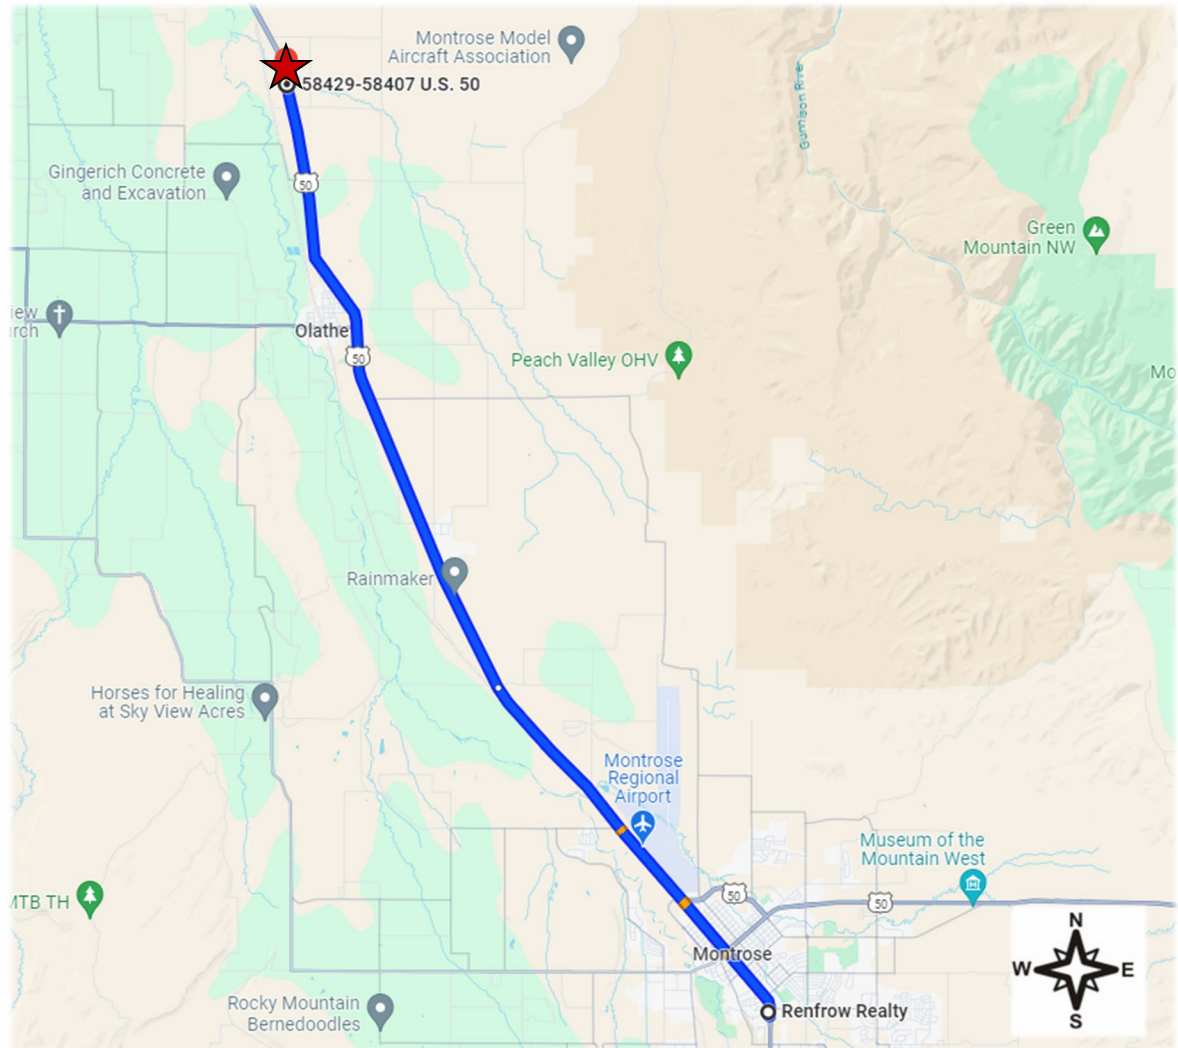 Montrose Model
Aircraft Association
58429-58407 U.S. 50
Gunnison River
Gingerich Concrete
and Excavation
50
Green
Mountain NW
Olathe
50
Peach Valley OHV
Rainmaker
Horses for Healing
at Sky View Acres
Montrose
Regional
Airport
Museum of the
Mountain West
MTB TH
50
50
N
W E
S
Montrose
Rocky Mountain
Bernedoodles
Renfrow Realty